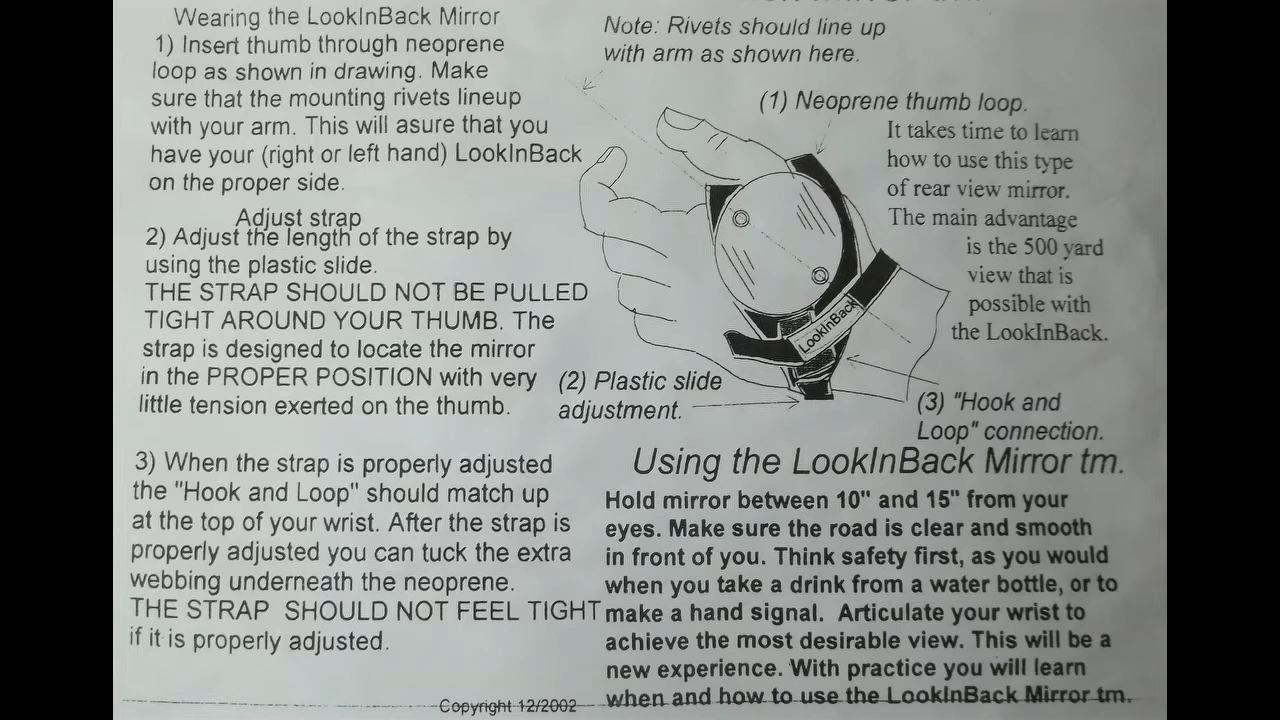 Wearing the LookInBack Mirror
1) Insert thumb through neoprene
loop as shown in drawing. Make
sure that the mounting rivets lineup
with your arm. This will asure that you
have your (right or left hand) LookInBack
on the proper side.
Adjust strap
2) Adjust the length of the strap by
using the plastic slide.
THE STRAP SHOULD NOT BE PULLED
TIGHT AROUND YOUR THUMB. The
strap is designed to locate the mirror
in the PROPER POSITION with very
little tension exerted on the thumb.
3) When the strap is properly adjusted
the "Hook and Loop" should match up
at the top of your wrist. After the strap is
properly adjusted you can tuck the extra
webbing underneath the neoprene.
THE STRAP SHOULD NOT FEEL TIGHT
if it is properly adjusted.
Copyright 12/2002
Note: Rivets should line up
with arm as shown here.
(1) Neoprene thumb loop.
It takes time to learn
how to use this type
of rear view mirror.
The main advantage
is the 500 yard
view that is
possible with
the LookInBack.
LookInBack
(2) Plastic slide
adjustment.
(3) "Hook and
Loop" connection.
Using the LookInBack Mirror tm.
Hold mirror between 10" and 15" from your
eyes. Make sure the road is clear and smooth
in front of you. Think safety first, as you would
when you take a drink from a water bottle, or to
make a hand signal. Articulate your wrist to
achieve the most desirable view. This will be a
new experience. With practice you will learn
when and how to use the LookInBack Mirror tm.